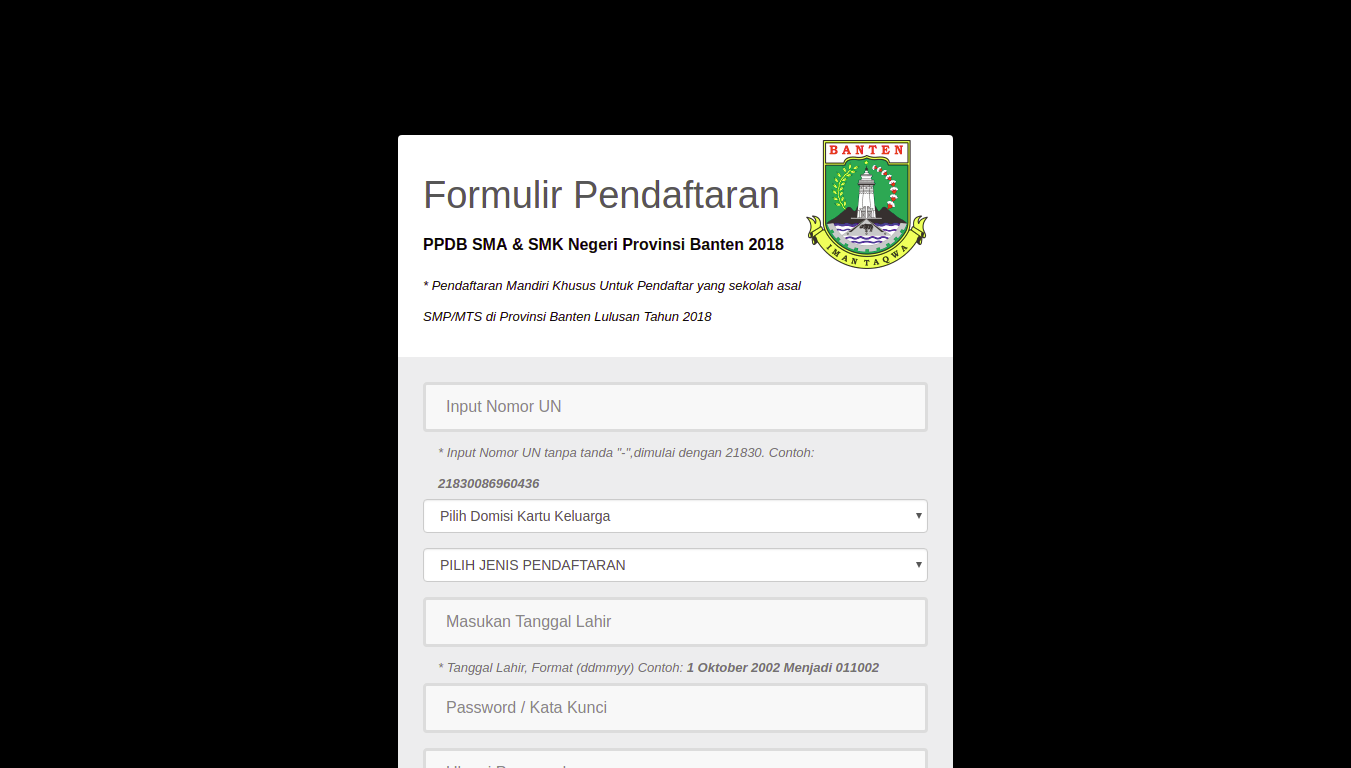 BANTEN
Formulir Pendaftaran
PPDB SMA & SMK Negeri Provinsi Banten 2018
IMAN TAQWA
* Pendaftaran Mandiri Khusus Untuk Pendaftar yang sekolah asal
SMP/MTS di Provinsi Banten Lulusan Tahun 2018
Input Nomor UN
* Input Nomor UN tanpa tanda "-",dimulai dengan 21830. Contoh:
21830086960436
Pilih Domisi Kartu Keluarga
PILIH JENIS PENDAFTARAN
Masukan Tanggal Lahir
* Tanggal Lahir, Format (ddmmyy) Contoh: 1 Oktober 2002 Menjadi 011002
Password / Kata Kunci